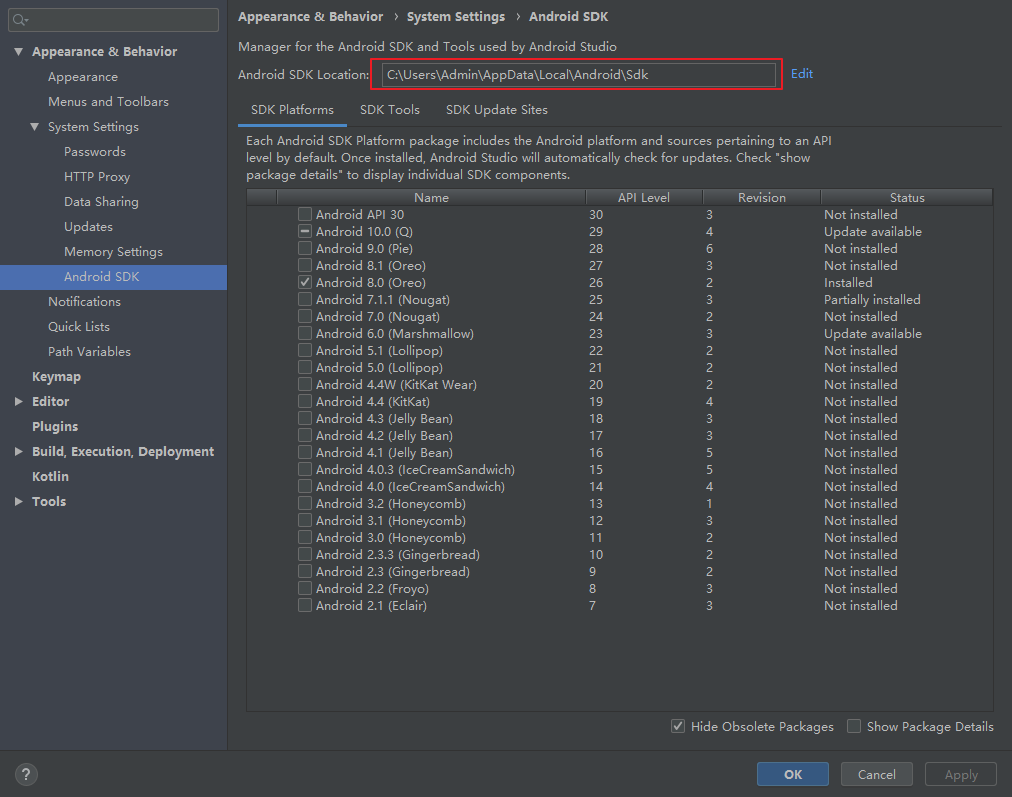 Appearance & Behavior › System Settings › Android SDK
Manager for the Android SDK and Tools used by Android Studio
Android SDK Location: C:\Users\Admin\AppData\Local\Android\Sdk Edit
Appearance & Behavior
Appearance
Menus and Toolbars
System Settings
Passwords
HTTP Proxy
Data Sharing
Updates
Memory Settings
Android SDK
Notifications
Quick Lists
Path Variables
Keymap
Editor
Plugins
Build, Execution, Deployment
Kotlin
Tools
SDK Platforms SDK Tools SDK Update Sites
Each Android SDK Platform package includes the Android platform and sources pertaining to an API
level by default. Once installed, Android Studio will automatically check for updates. Check "show
package details" to display individual SDK components.
Name API Level Revision Status
Android API 30 30 3 Not installed
Android 10.0 (Q) 29 4 Update available
Android 9.0 (Pie) 28 6 Not installed
Android 8.1 (Oreo) 27 3 Not installed
Android 8.0 (Oreo) 26 2 Installed
Android 7.1.1 (Nougat) 25 3 Partially installed
Android 7.0 (Nougat) 24 2 Not installed
Android 6.0 (Marshmallow) 23 3 Update available
Android 5.1 (Lollipop) 22 2 Not installed
Android 5.0 (Lollipop) 21 2 Not installed
Android 4.4W (KitKat Wear) 20 2 Not installed
Android 4.4 (KitKat) 19 4 Not installed
Android 4.3 (Jelly Bean) 18 3 Not installed
Android 4.2 (Jelly Bean) 17 3 Not installed
Android 4.1 (Jelly Bean) 16 5 Not installed
Android 4.0.3 (IceCreamSandwich) 15 5 Not installed
Android 4.0 (IceCreamSandwich) 14 4 Not installed
Android 3.2 (Honeycomb) 13 1 Not installed
Android 3.1 (Honeycomb) 12 3 Not installed
Android 3.0 (Honeycomb) 11 2 Not installed
Android 2.3.3 (Gingerbread) 10 2 Not installed
Android 2.3 (Gingerbread) 9 2 Not installed
Android 2.2 (Froyo) 8 3 Not installed
Android 2.1 (Eclair) 7 3 Not installed
Hide Obsolete Packages Show Package Details
? OK Cancel Apply